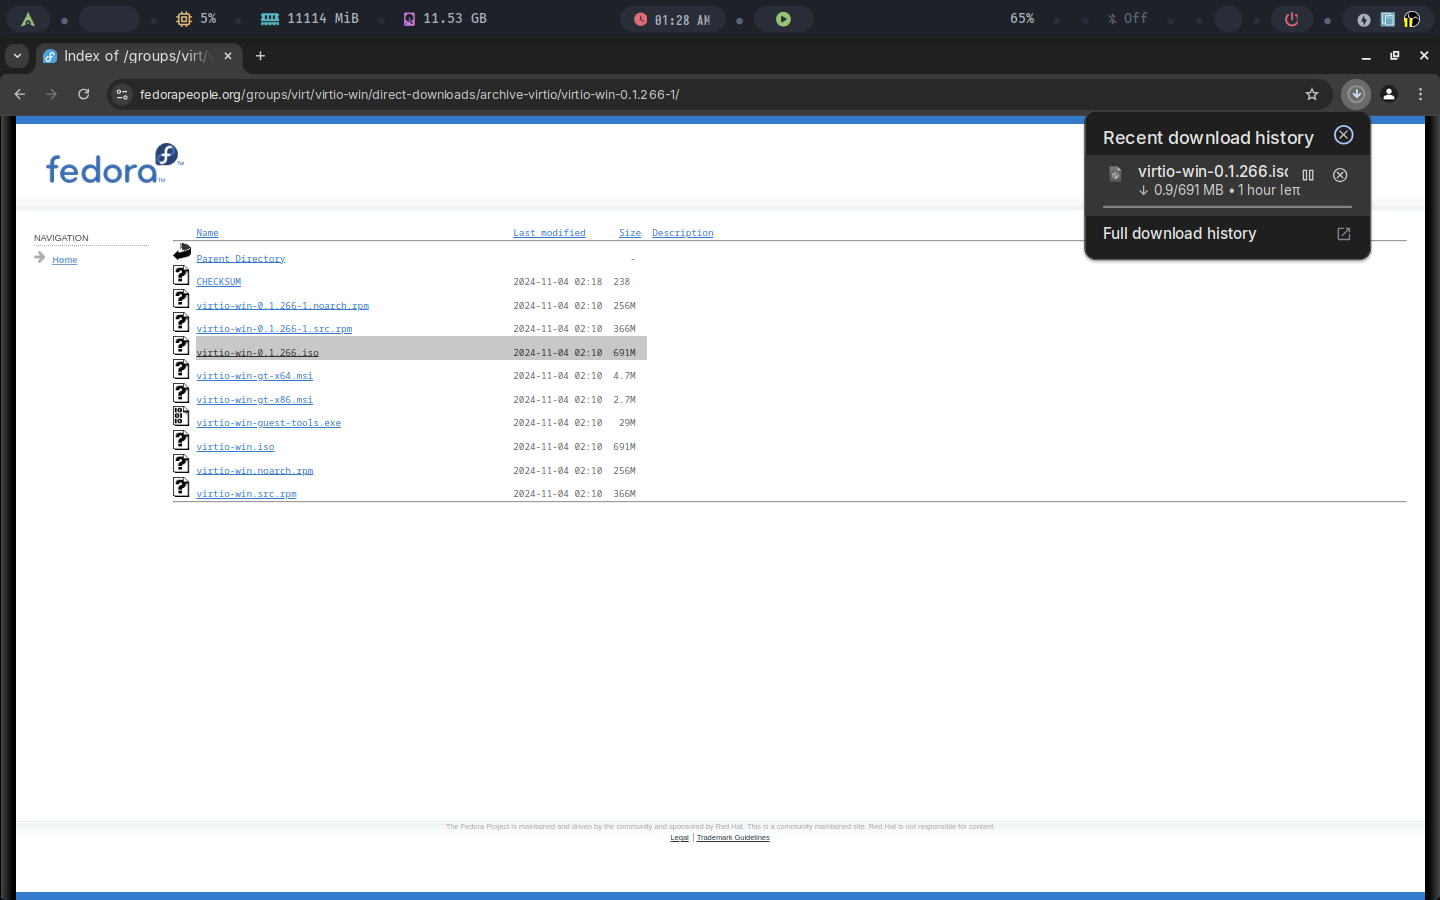 5%
11114 MiB
11.53 GB
01:28 AM
65%
Off
Index of /groups/virt/
fedorapeople.org/groups/virt/virtio-win/direct-downloads/archive-virtio/virtio-win-0.1.266-1/
Recent download history
virtio-win-0.1.266.iso
0.9/691 MB • 1 hour left
Full download history
fedora™
NAVIGATION
Home
Name Last modified Size Description
Parent Directory -
CHECKSUM 2024-11-04 02:18 238
virtio-win-0.1.266-1.noarch.rpm 2024-11-04 02:10 256M
virtio-win-0.1.266-1.src.rpm 2024-11-04 02:10 366M
virtio-win-0.1.266.iso 2024-11-04 02:10 691M
virtio-win-gt-x64.msi 2024-11-04 02:10 4.7M
virtio-win-gt-x86.msi 2024-11-04 02:10 2.7M
virtio-win-guest-tools.exe 2024-11-04 02:10 29M
virtio-win.iso 2024-11-04 02:10 691M
virtio-win.noarch.rpm 2024-11-04 02:10 256M
virtio-win.src.rpm 2024-11-04 02:10 366M
The Fedora Project is maintained and driven by the community and sponsored by Red Hat. This is a community maintained site. Red Hat is not responsible for content.
Legal | Trademark Guidelines